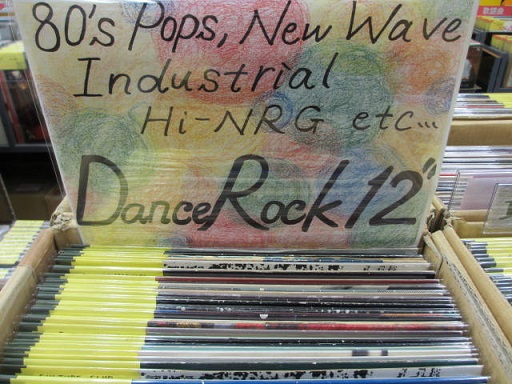 80's Pops, New Wave
Industrial
Hi-NRG etc...
Dance, Rock 12"